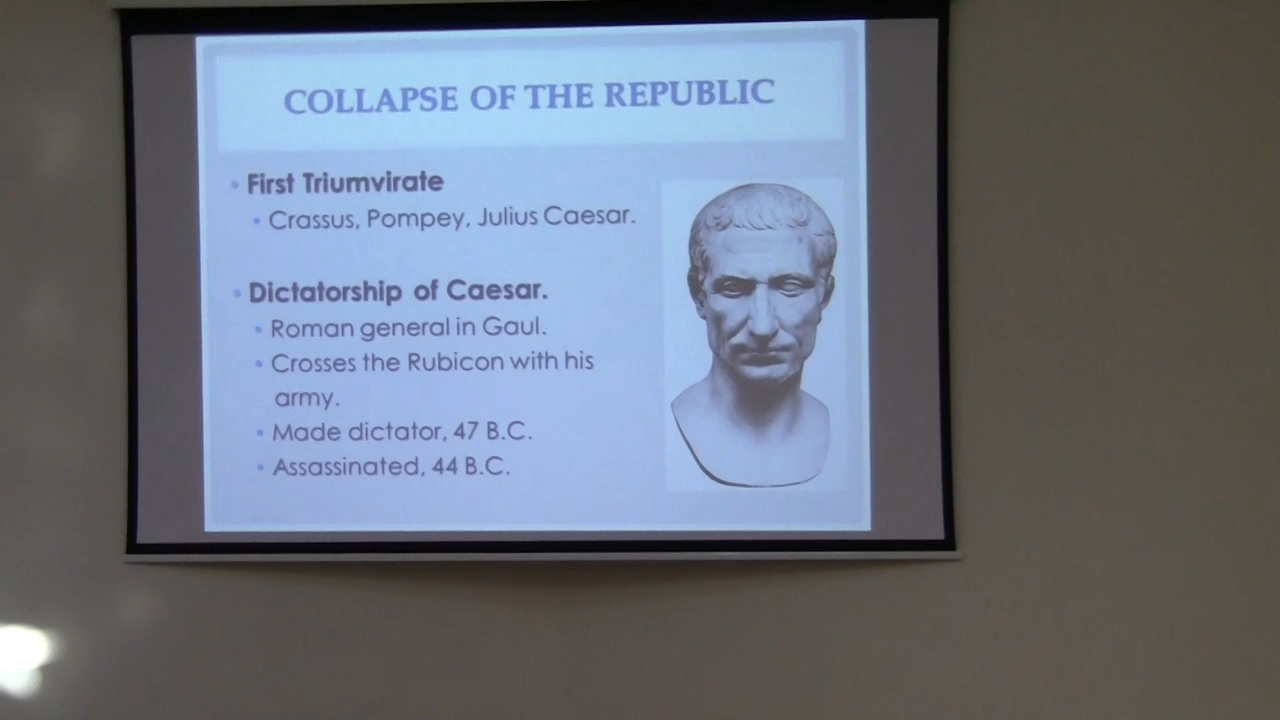 COLLAPSE OF THE REPUBLIC
• First Triumvirate
• Crassus, Pompey, Julius Caesar.
• Dictatorship of Caesar.
• Roman general in Gaul.
• Crosses the Rubicon with his
army.
• Made dictator, 47 B.C.
• Assassinated, 44 B.C.